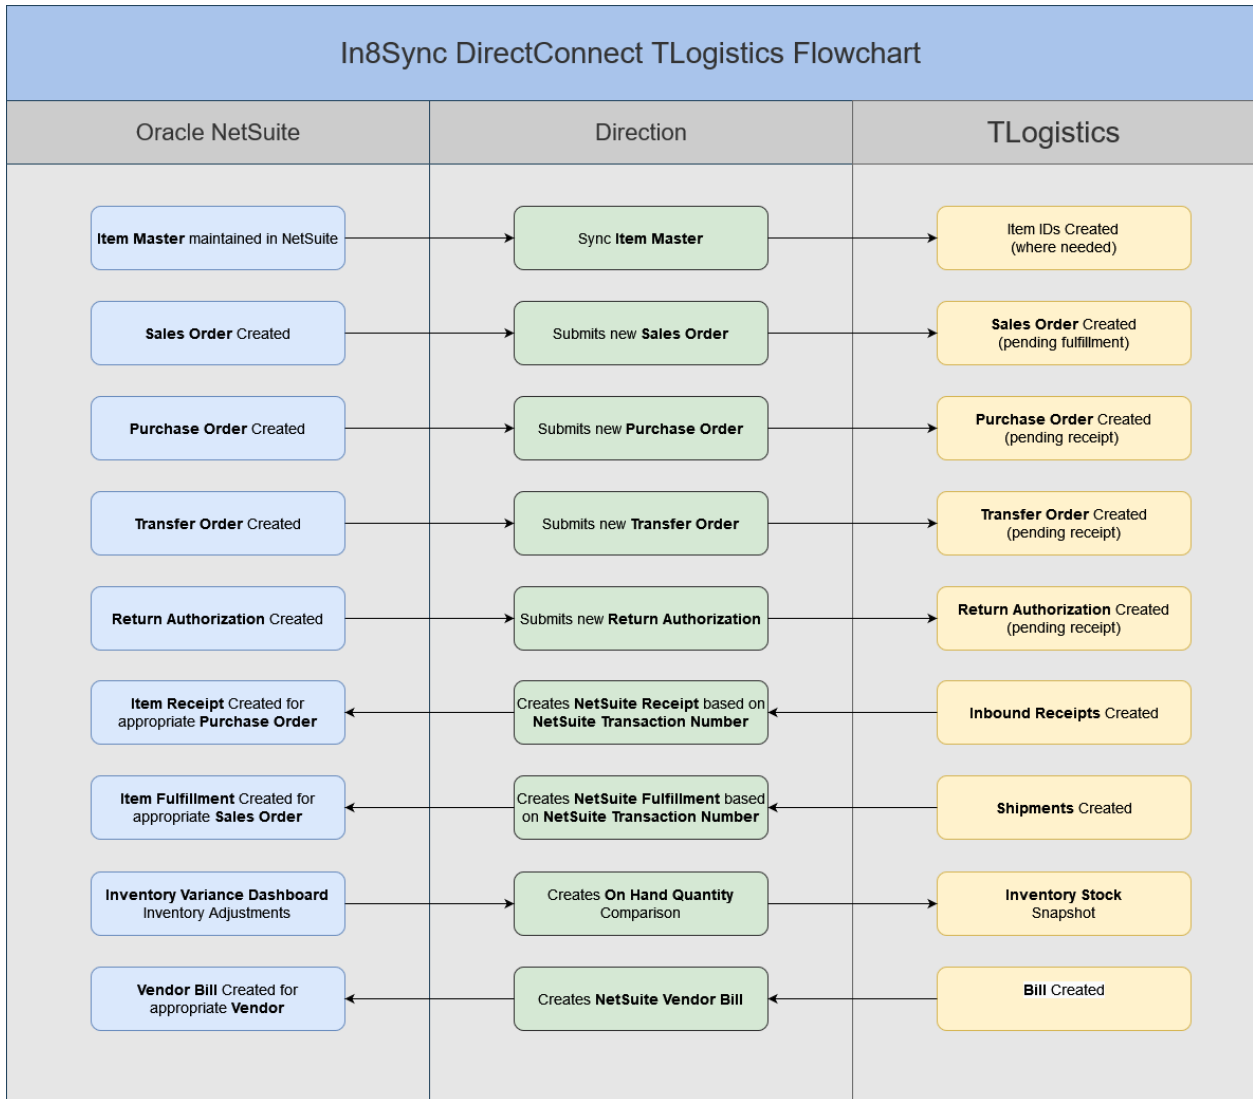 In8Sync DirectConnect TLogistics Flowchart
Oracle NetSuite
Direction
TLogistics
Item Master maintained in NetSuite
Sync Item Master
Item IDs Created
(where needed)
Sales Order Created
Submits new Sales Order
Sales Order Created
(pending fulfillment)
Purchase Order Created
Submits new Purchase Order
Purchase Order Created
(pending receipt)
Transfer Order Created
Submits new Transfer Order
Transfer Order Created
(pending receipt)
Return Authorization Created
Submits new Return Authorization
Return Authorization Created
(pending receipt)
Item Receipt Created for
appropriate Purchase Order
Creates NetSuite Receipt based on
NetSuite Transaction Number
Inbound Receipts Created
Item Fulfillment Created for
appropriate Sales Order
Creates NetSuite Fulfillment based
on NetSuite Transaction Number
Shipments Created
Inventory Variance Dashboard
Inventory Adjustments
Creates On Hand Quantity
Comparison
Inventory Stock
Snapshot
Vendor Bill Created for
appropriate Vendor
Creates NetSuite Vendor Bill
Bill Created